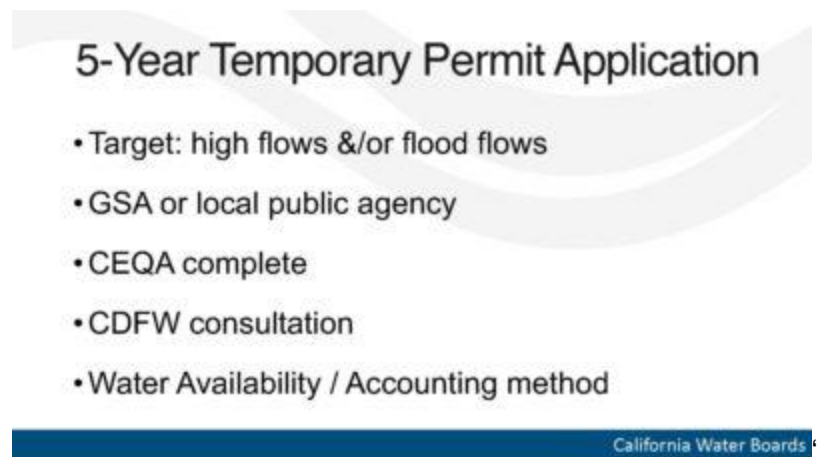 5-Year Temporary Permit Application
• Target: high flows &/or flood flows
• GSA or local public agency
• CEQA complete
• CDFW consultation
• Water Availability / Accounting method
California Water Boards